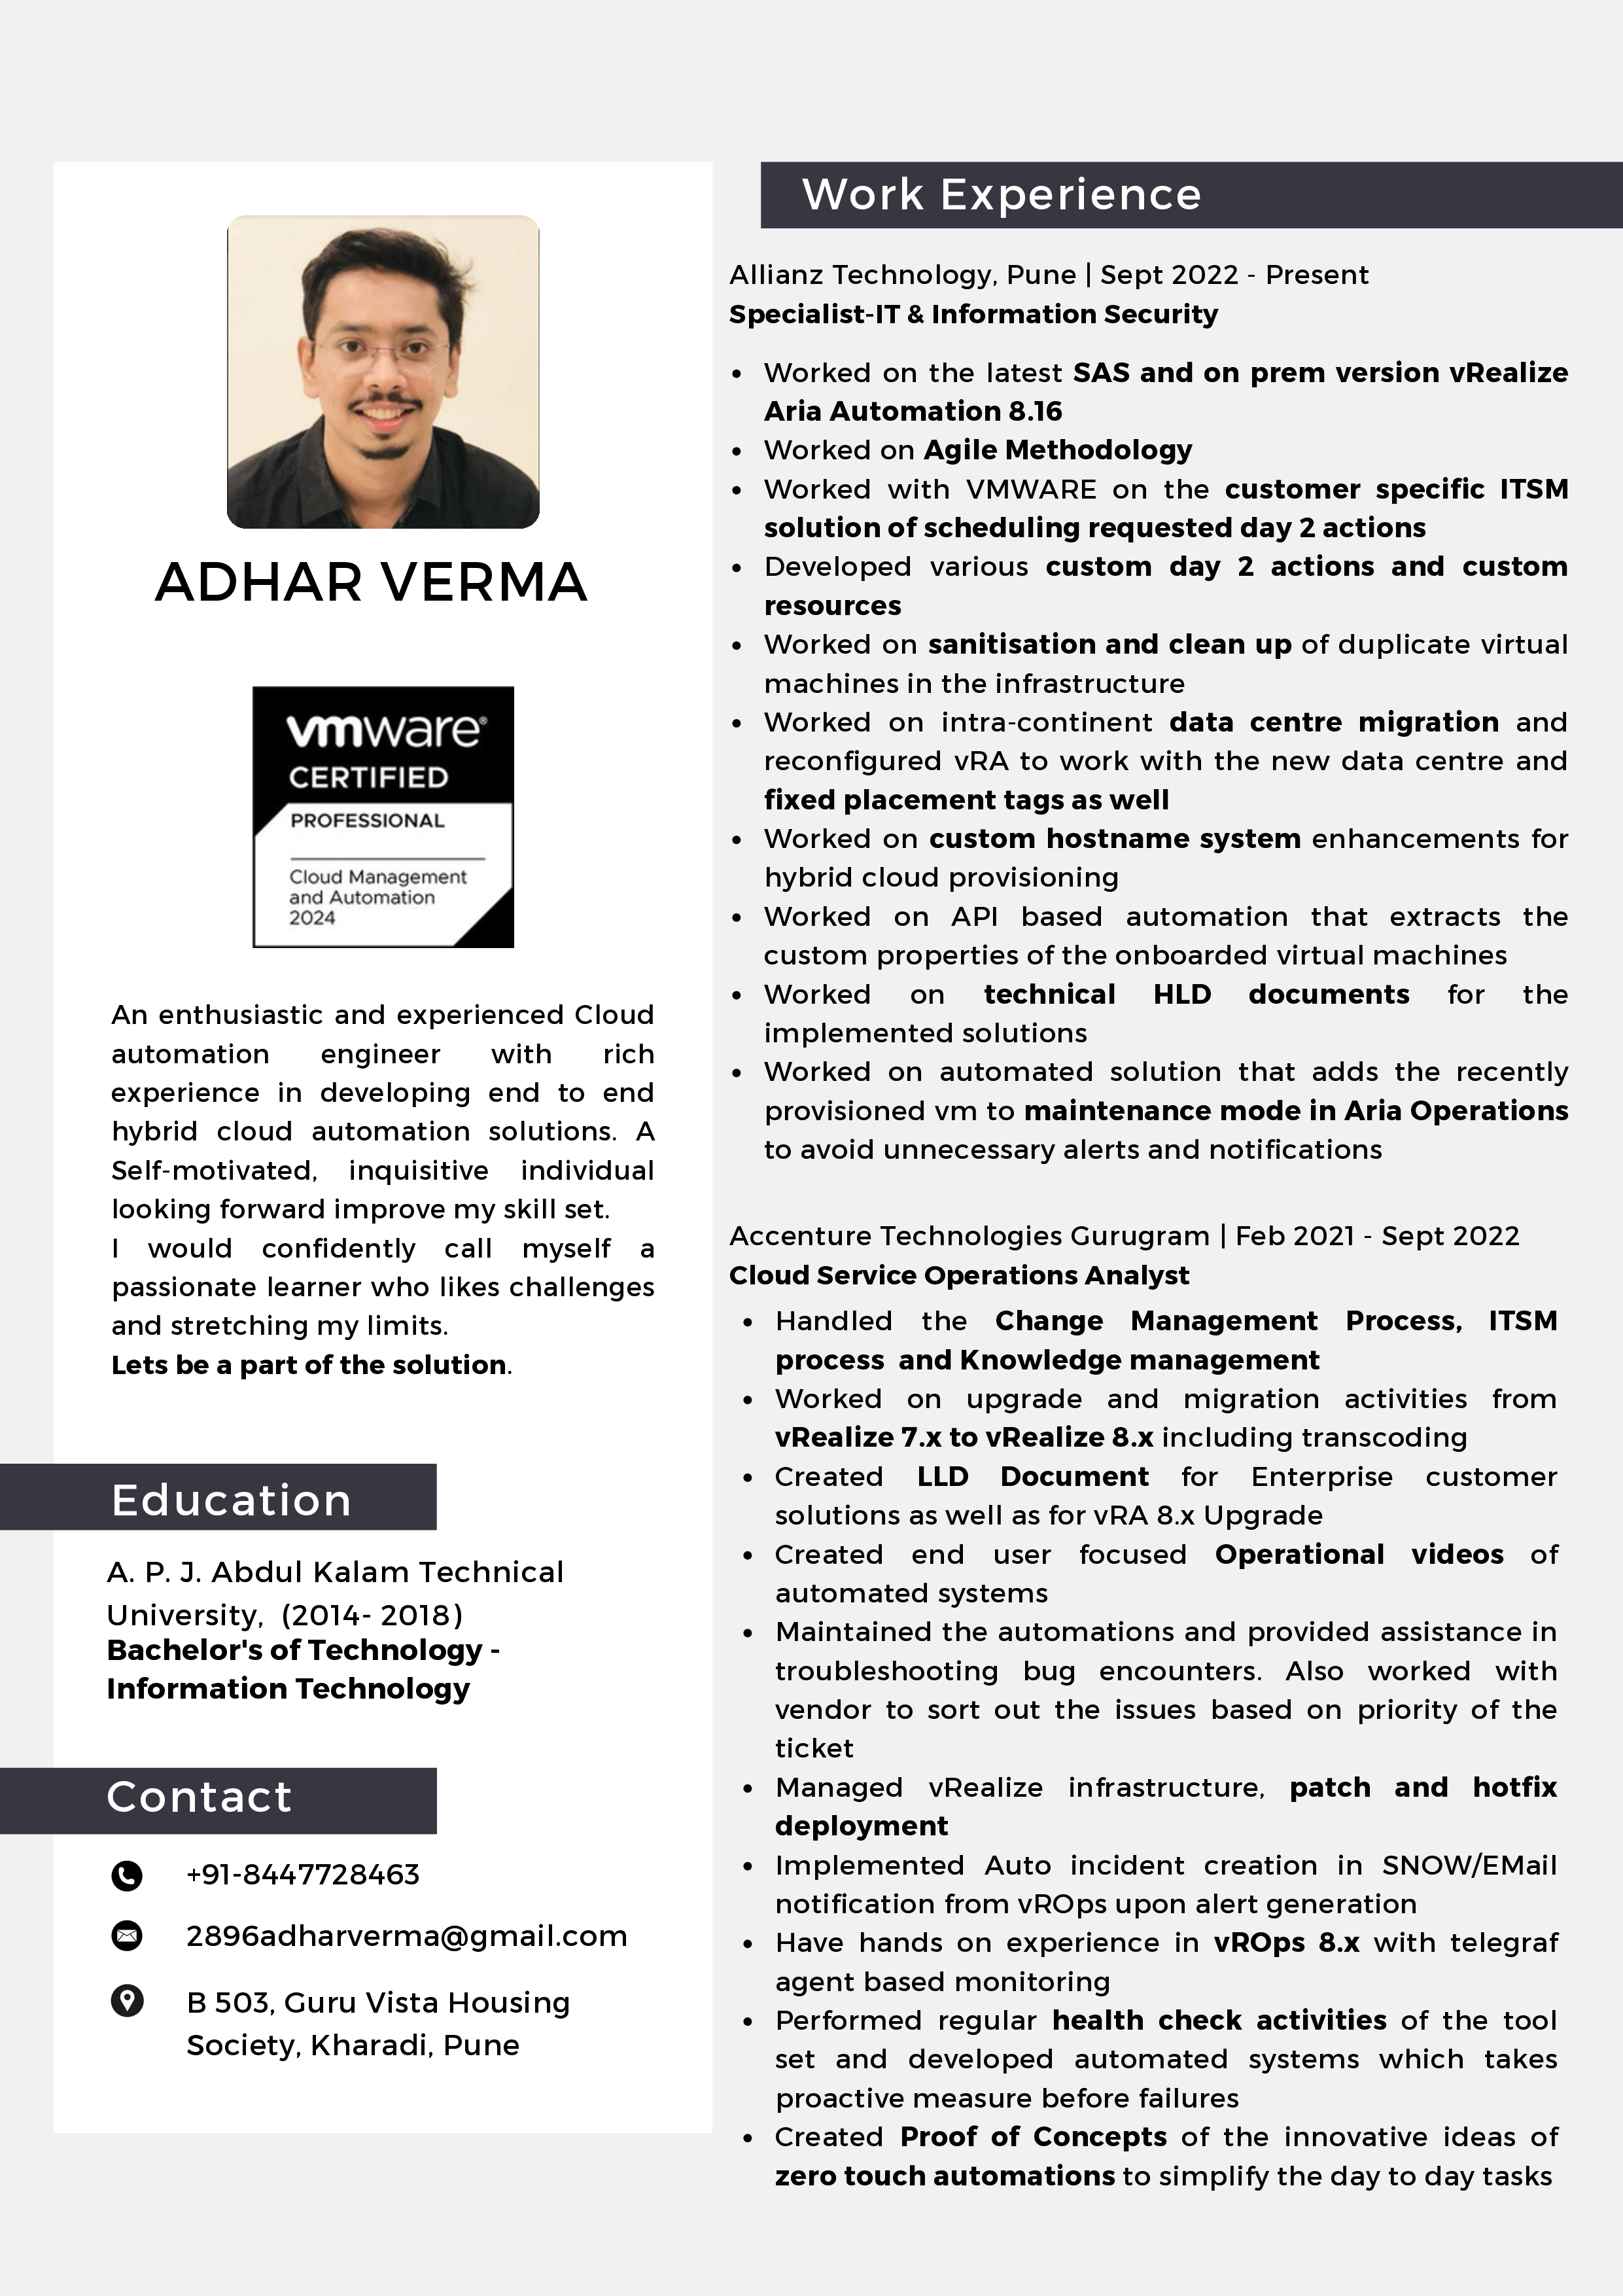 ADHAR VERMA
vmware®
CERTIFIED
PROFESSIONAL
Cloud Management
and Automation
2024
An enthusiastic and experienced Cloud
automation engineer with rich
experience in developing end to end
hybrid cloud automation solutions. A
Self-motivated, inquisitive individual
looking forward improve my skill set.
I would confidently call myself a
passionate learner who likes challenges
and stretching my limits.
Lets be a part of the solution.
Education
A. P. J. Abdul Kalam Technical
University, (2014- 2018)
Bachelor's of Technology -
Information Technology
Contact
+91-8447728463
2896adharverma@gmail.com
B 503, Guru Vista Housing
Society, Kharadi, Pune
Work Experience
Allianz Technology, Pune | Sept 2022 - Present
Specialist-IT & Information Security
• Worked on the latest SAS and on prem version vRealize
Aria Automation 8.16
• Worked on Agile Methodology
• Worked with VMWARE on the customer specific ITSM
solution of scheduling requested day 2 actions
• Developed various custom day 2 actions and custom
resources
• Worked on sanitisation and clean up of duplicate virtual
machines in the infrastructure
• Worked on intra-continent data centre migration and
reconfigured vRA to work with the new data centre and
fixed placement tags as well
• Worked on custom hostname system enhancements for
hybrid cloud provisioning
• Worked on API based automation that extracts the
custom properties of the onboarded virtual machines
• Worked on technical HLD documents for the
implemented solutions
• Worked on automated solution that adds the recently
provisioned vm to maintenance mode in Aria Operations
to avoid unnecessary alerts and notifications
Accenture Technologies Gurugram | Feb 2021 - Sept 2022
Cloud Service Operations Analyst
• Handled the Change Management Process, ITSM
process and Knowledge management
• Worked on upgrade and migration activities from
vRealize 7.x to vRealize 8.x including transcoding
• Created LLD Document for Enterprise customer
solutions as well as for vRA 8.x Upgrade
• Created end user focused Operational videos of
automated systems
• Maintained the automations and provided assistance in
troubleshooting bug encounters. Also worked with
vendor to sort out the issues based on priority of the
ticket
• Managed vRealize infrastructure, patch and hotfix
deployment
• Implemented Auto incident creation in SNOW/EMail
notification from vROps upon alert generation
• Have hands on experience in vROps 8.x with telegraf
agent based monitoring
• Performed regular health check activities of the tool
set and developed automated systems which takes
proactive measure before failures
• Created Proof of Concepts of the innovative ideas of
zero touch automations to simplify the day to day tasks